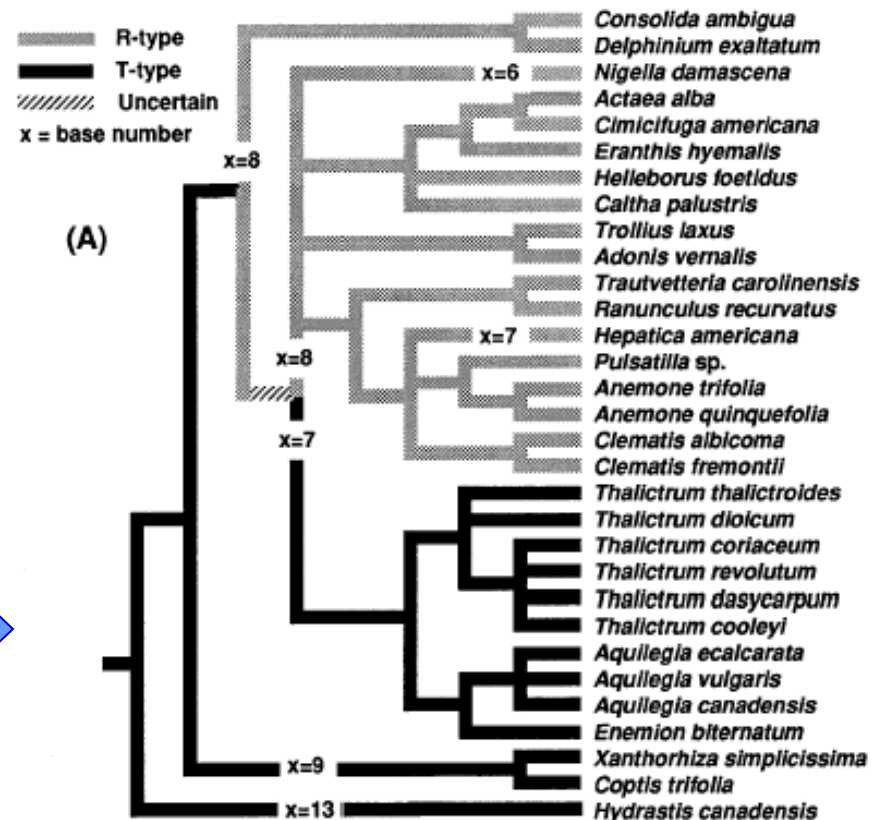 R-type
T-type
Uncertain
x = base number
(A)
x=8
x=8
x=7
x=6
x=7
x=9
x=13
Consolida ambigua
Delphinium exaltatum
Nigella damascena
Actaea alba
Cimicifuga americana
Eranthis hyemalis
Helleborus foetidus
Caltha palustris
Trollius laxus
Adonis vernalis
Trautvetteria carolinensis
Ranunculus recurvatus
Hepatica americana
Pulsatilla sp.
Anemone trifolia
Anemone quinquefolia
Clematis albicoma
Clematis fremontii
Thalictrum thalictroides
Thalictrum dioicum
Thalictrum coriaceum
Thalictrum revolutum
Thalictrum dasycarpum
Thalictrum cooleyi
Aquilegia ecalcarata
Aquilegia vulgaris
Aquilegia canadensis
Enemion biternatum
Xanthorhiza simplicissima
Coptis trifolia
Hydrastis canadensis